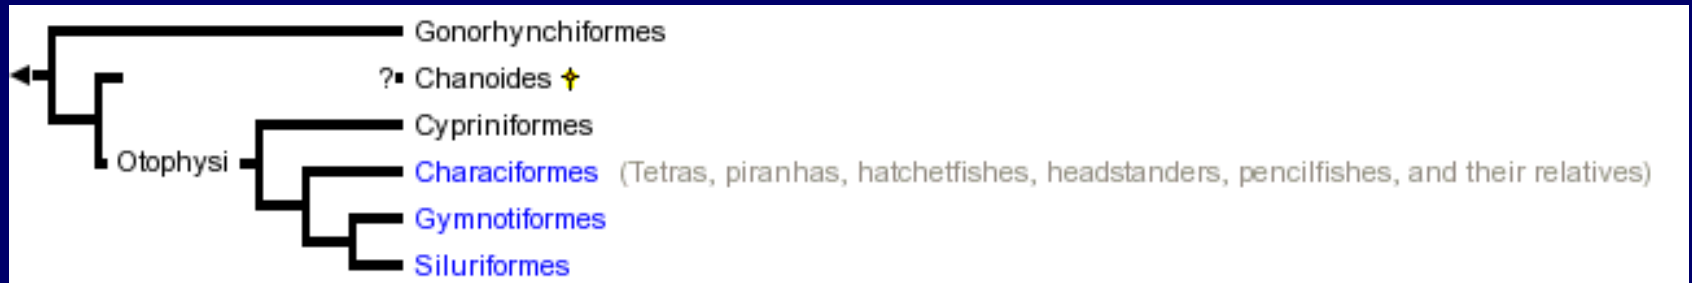 Gonorhynchiformes
? Chanoides †
Cypriniformes
Otophysi
Characiformes (Tetras, piranhas, hatchetfishes, headstanders, pencilfishes, and their relatives)
Gymnotiformes
Siluriformes